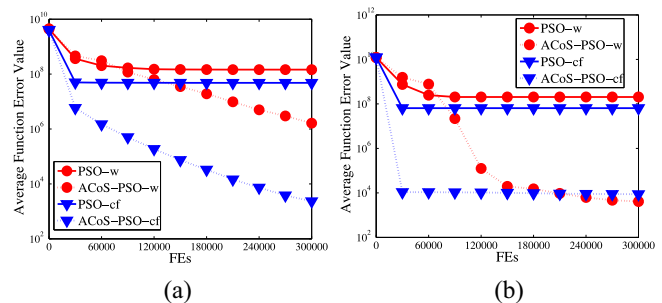 10^10
10^8
10^6
10^4
10^2
Average Function Error Value
PSO−w
ACoS−PSO−w
PSO−cf
ACoS−PSO−cf
0 60000 120000 180000 240000 300000
FEs
(a)
10^12
10^10
10^8
10^6
10^4
10^2
Average Function Error Value
PSO−w
ACoS−PSO−w
PSO−cf
ACoS−PSO−cf
0 60000 120000 180000 240000 300000
FEs
(b)